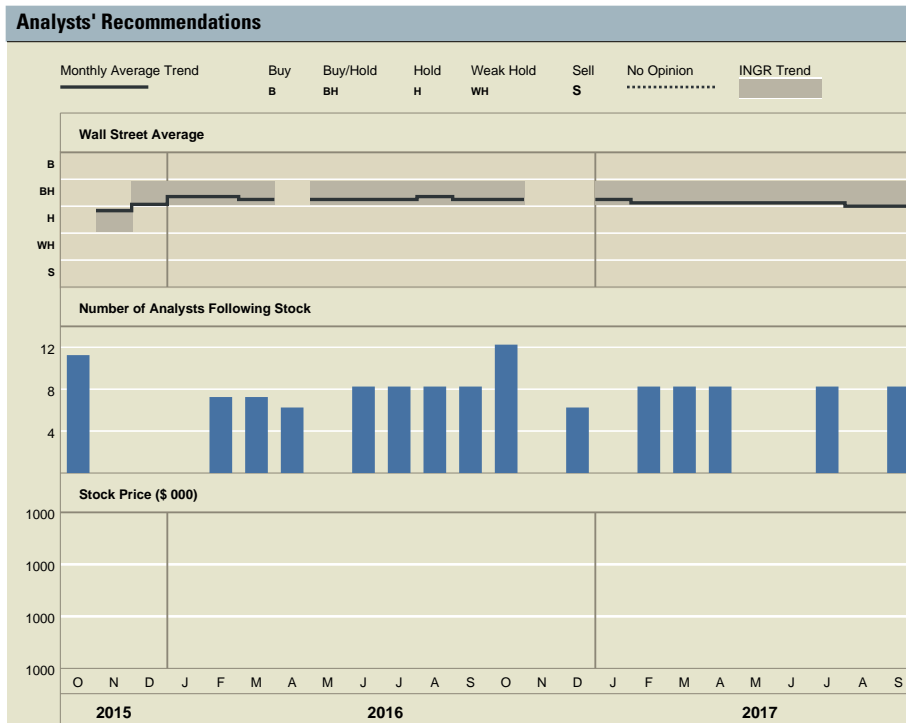 Analysts' Recommendations
Monthly Average Trend Buy Buy/Hold Hold Weak Hold Sell No Opinion INGR Trend
B BH H WH S
Wall Street Average
B
BH
H
WH
S
Number of Analysts Following Stock
12
8
4
Stock Price ($ 000)
1000
1000
1000
1000
O N D J F M A M J J A S O N D J F M A M J J A S
2015 2016 2017